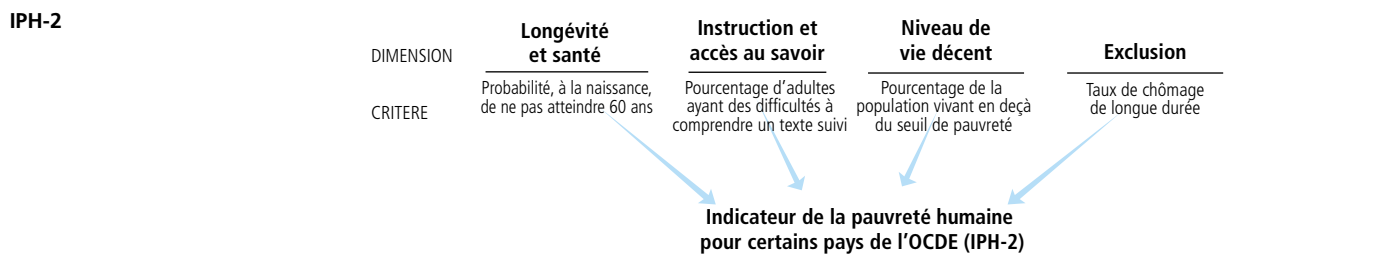 IPH-2
DIMENSION
Longévité
et santé
Instruction et
accès au savoir
Niveau de
vie décent
Exclusion
CRITERE
Probabilité, à la naissance,
de ne pas atteindre 60 ans
Pourcentage d'adultes
ayant des difficultés à
comprendre un texte suivi
Pourcentage de la
population vivant en deçà
du seuil de pauvreté
Taux de chômage
de longue durée
Indicateur de la pauvreté humaine
pour certains pays de l'OCDE (IPH-2)